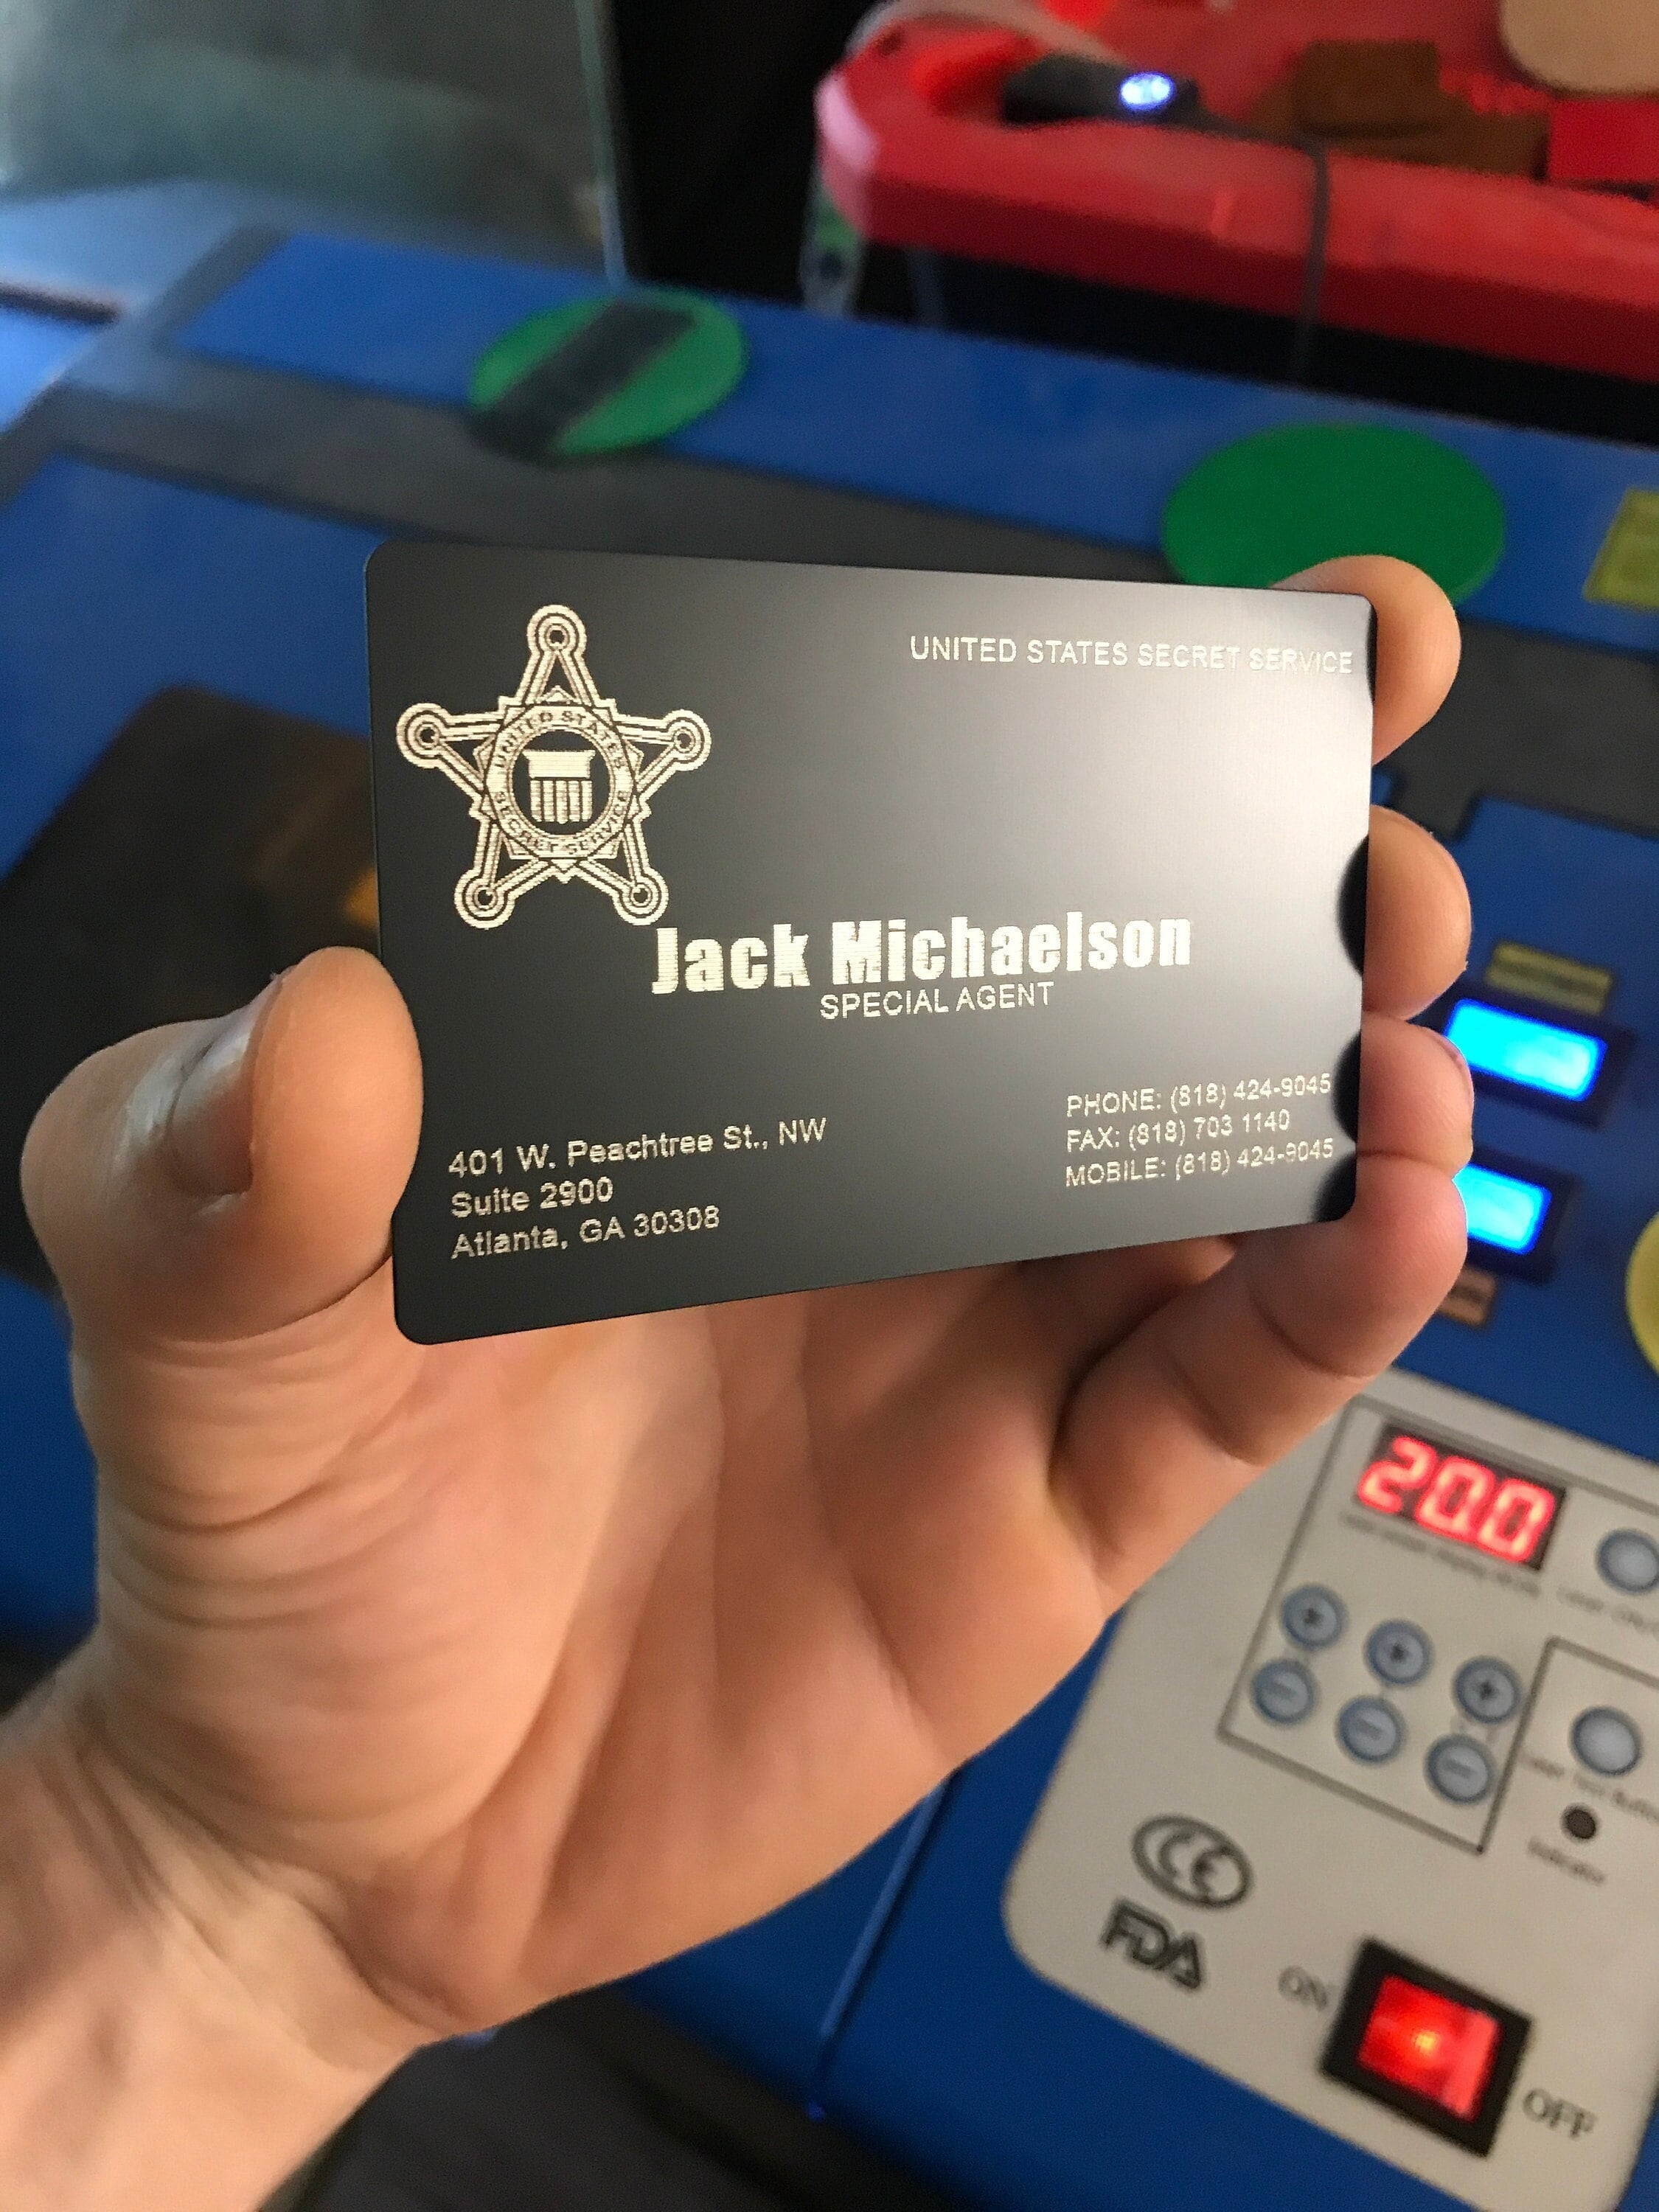 UNITED STATES SECRET SERVICE
UNITED STATES
SECRET SERVICE
Jack Michaelson
SPECIAL AGENT
401 W. Peachtree St., NW
Suite 2900
Atlanta, GA 30308
PHONE: (818) 424-9045
FAX: (818) 703 1140
MOBILE: (818) 424-9045
200
CE
FDA
ON
OFF